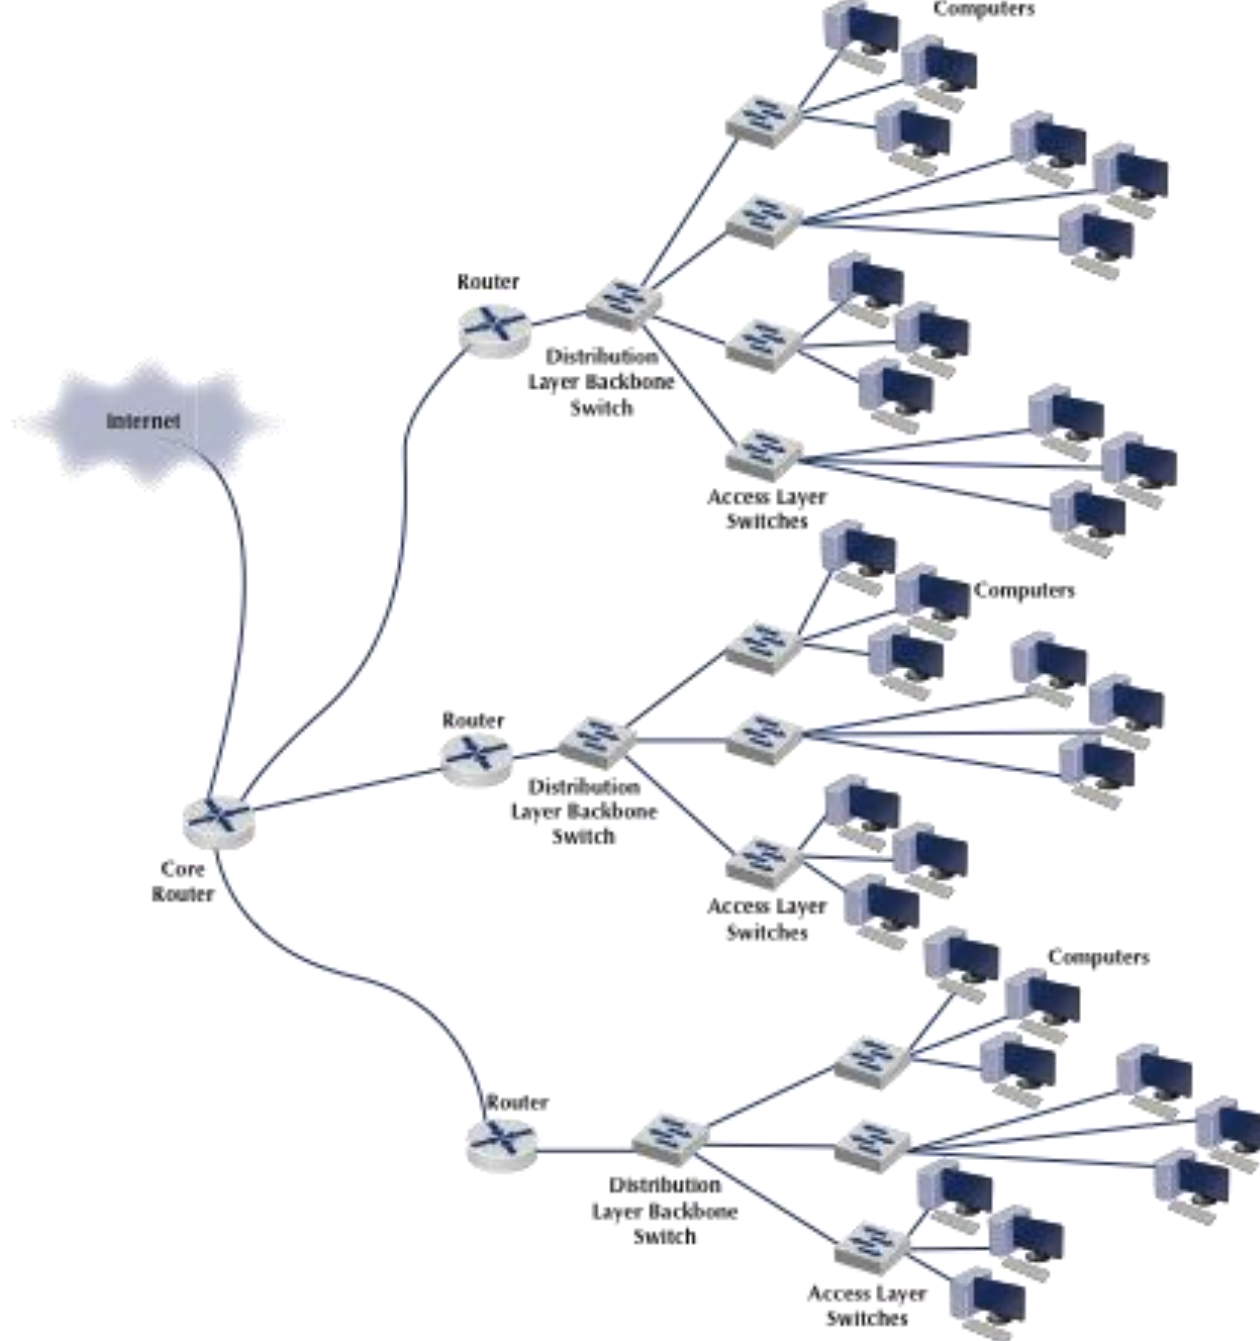 Computers
Router
Distribution
Layer Backbone
Switch
Internet
Access Layer
Switches
Computers
Router
Distribution
Layer Backbone
Switch
Core
Router
Access Layer
Switches
Computers
Router
Distribution
Layer Backbone
Switch
Access Layer
Switches